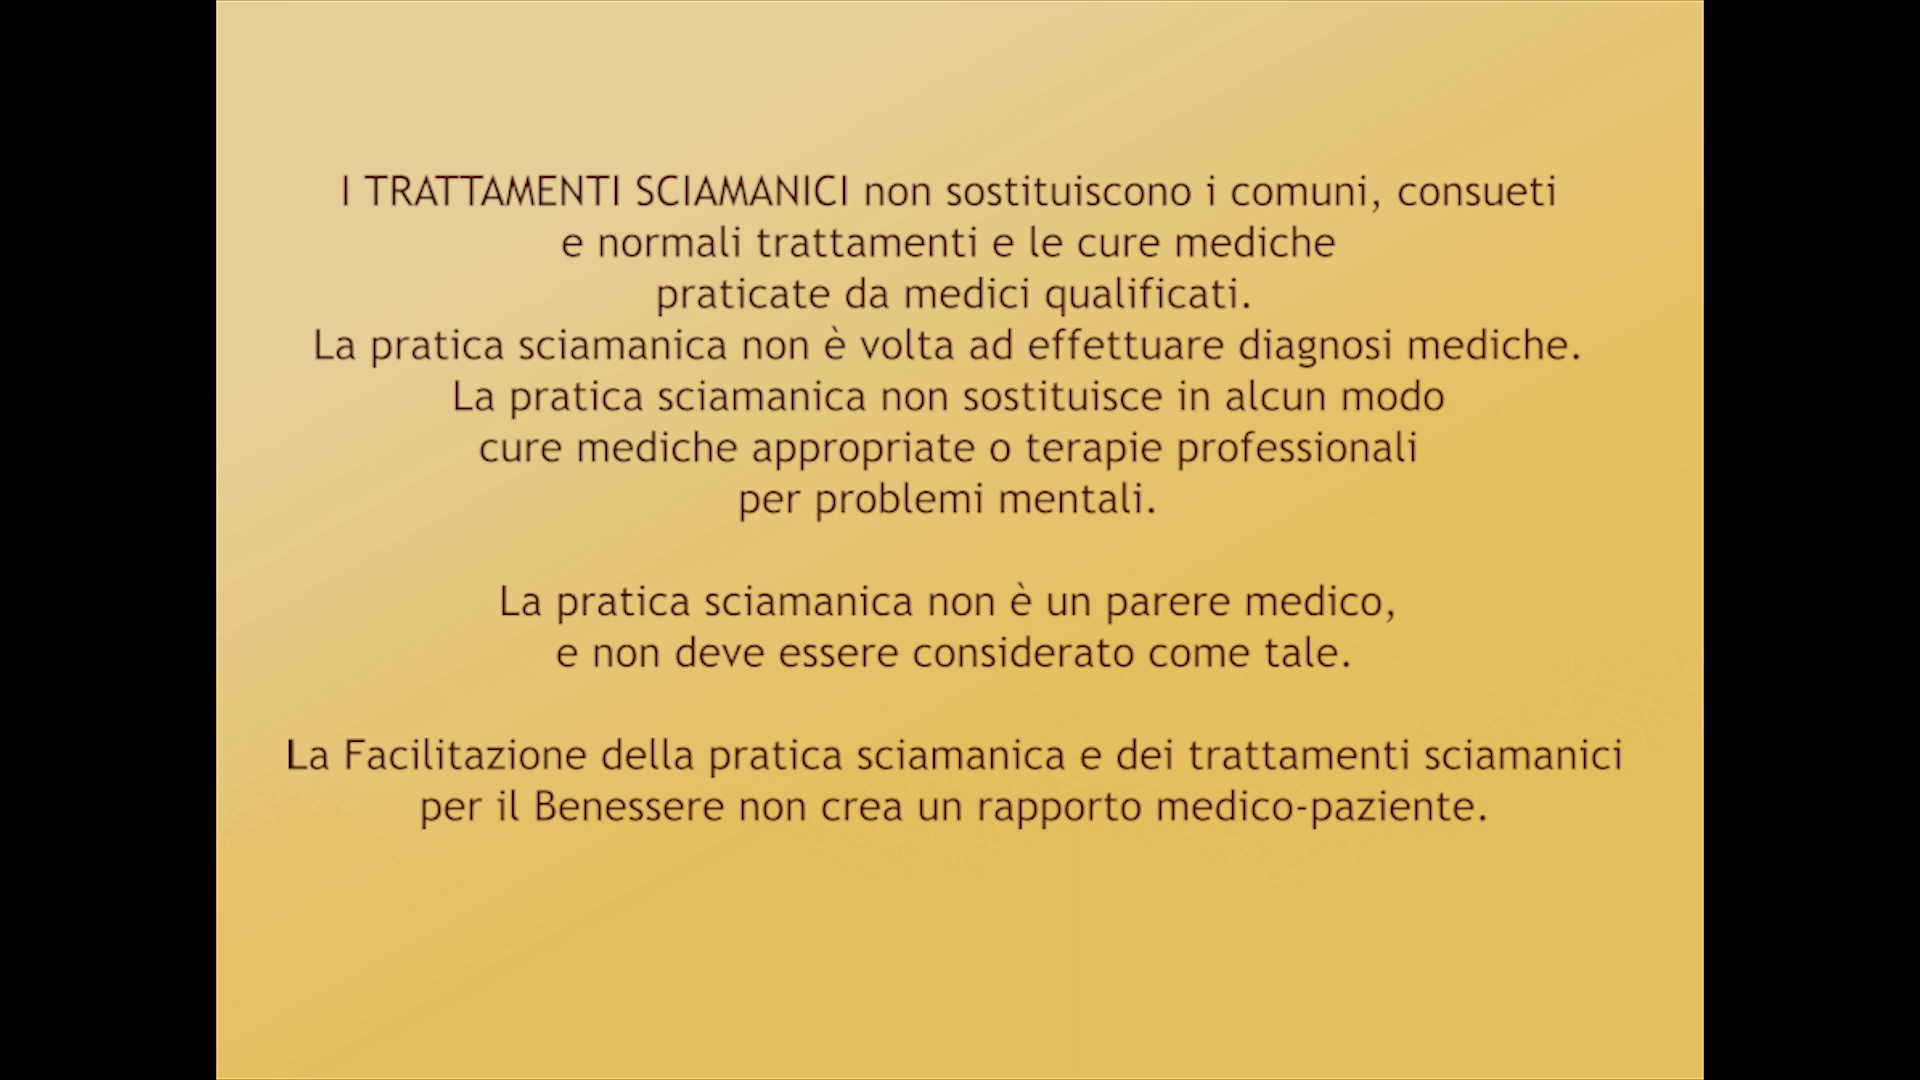 I TRATTAMENTI SCIAMANICI non sostituiscono i comuni, consueti
e normali trattamenti e le cure mediche
praticate da medici qualificati.
La pratica sciamanica non è volta ad effettuare diagnosi mediche.
La pratica sciamanica non sostituisce in alcun modo
cure mediche appropriate o terapie professionali
per problemi mentali.
La pratica sciamanica non è un parere medico,
e non deve essere considerato come tale.
La Facilitazione della pratica sciamanica e dei trattamenti sciamanici
per il Benessere non crea un rapporto medico-paziente.